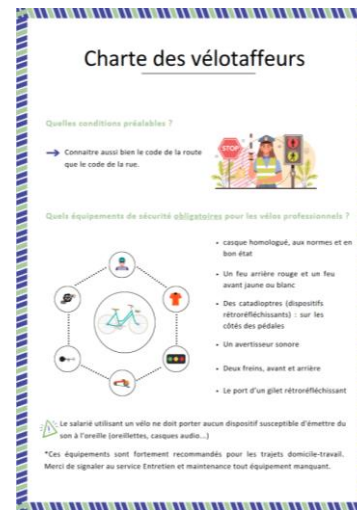 Charte des vélotaffeurs
Quelles conditions préalables ?
Connaitre aussi bien le code de la route
que le code de la rue.
STOP
Quels équipements de sécurité obligatoires pour les vélos professionnels ?
casque homologué, aux normes et en
bon état
Un feu arrière rouge et un feu
avant jaune ou blanc
Des catadioptres (dispositifs
rétroréfléchissants) : sur les
côtés des pédales
Un avertisseur sonore
Deux freins, avant et arrière
Le port d'un gilet rétroréfléchissant
Le salarié utilisant un vélo ne doit porter aucun dispositif susceptible d'émettre du
son à l'oreille (oreillettes, casques audio...)
*Ces équipements sont fortement recommandés pour les trajets domicile-travail.
Merci de signaler au service Entretien et maintenance tout équipement manquant.